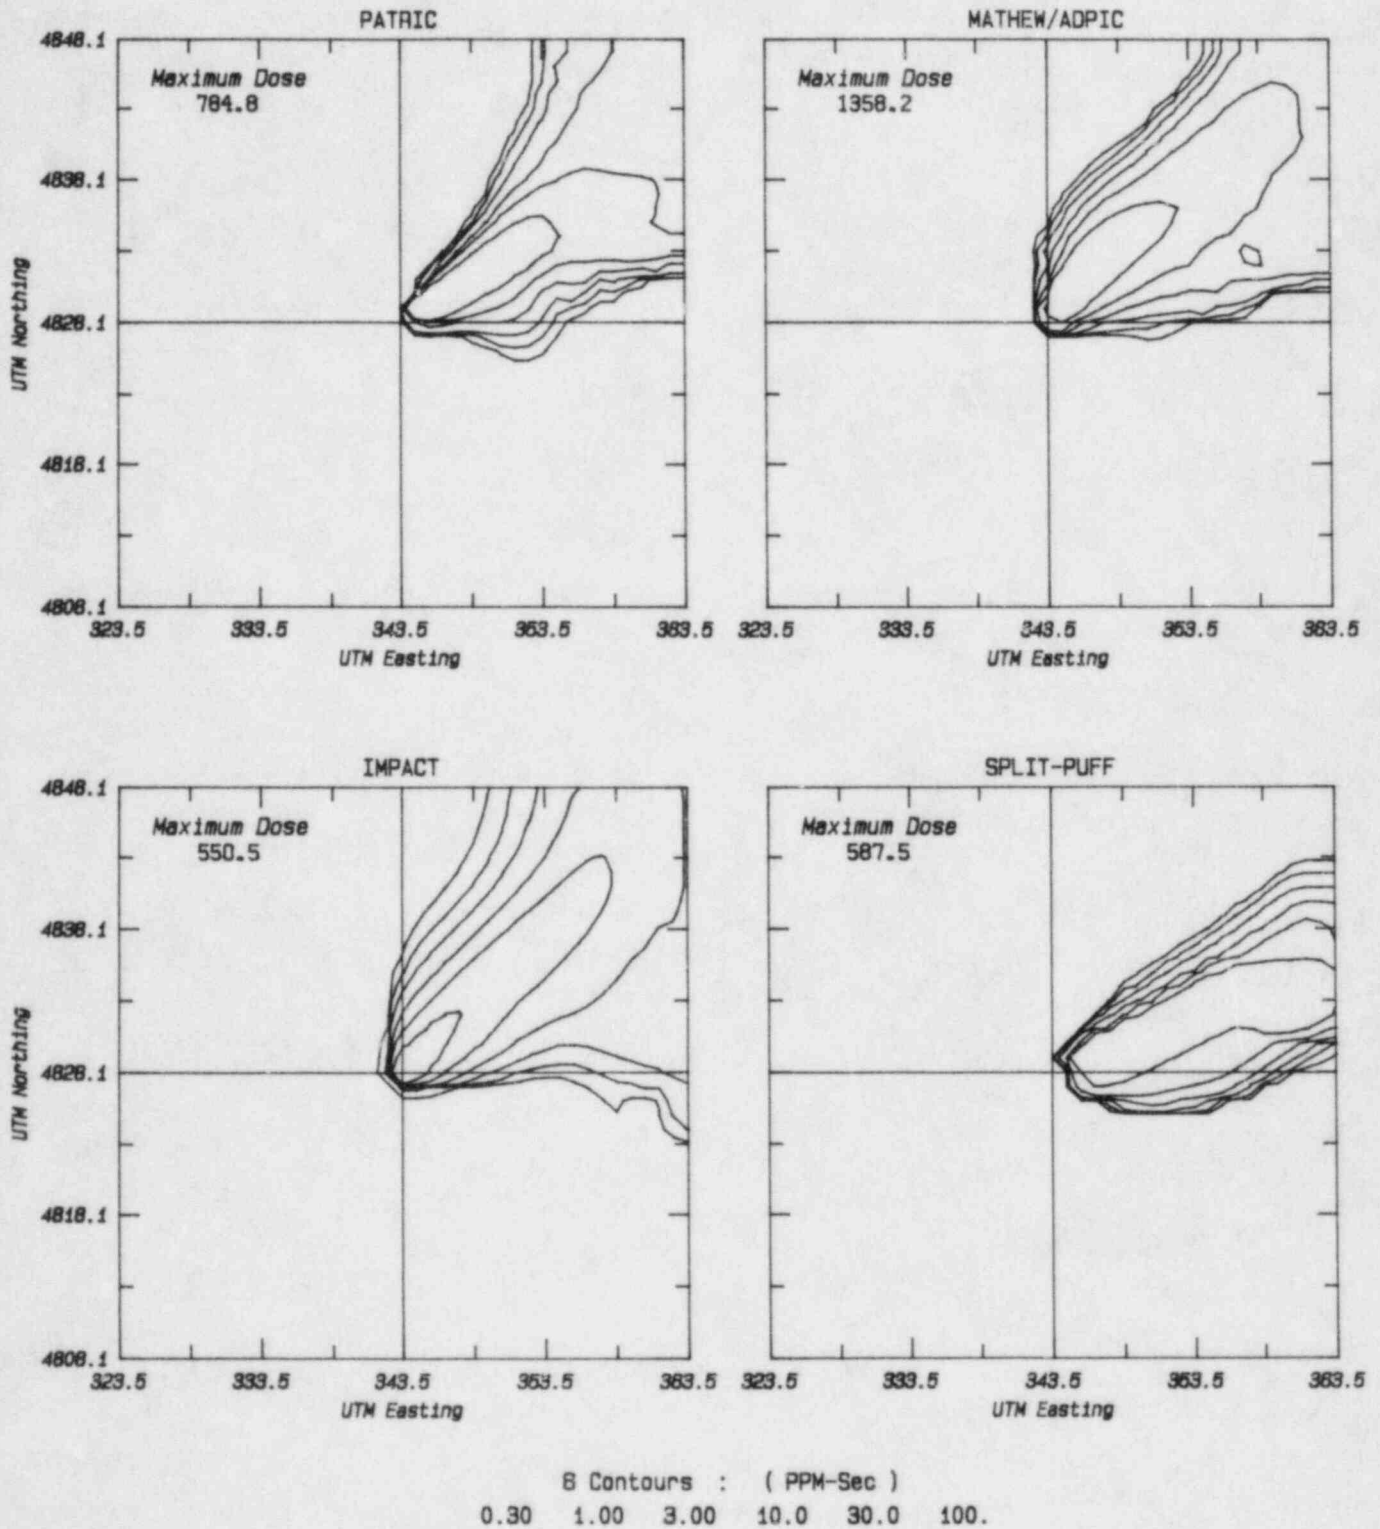 PATRIC
MATHEW/ADPIC
4848.1
Maximum Dose
784.8
Maximum Dose
1358.2
4838.1
UTM Northing
4828.1
4818.1
4808.1
323.5 333.5 343.5 353.5 363.5
323.5 333.5 343.5 353.5 363.5
UTM Easting
UTM Easting
IMPACT
SPLIT-PUFF
4848.1
Maximum Dose
550.5
Maximum Dose
587.5
4838.1
UTM Northing
4828.1
4818.1
4808.1
323.5 333.5 343.5 353.5 363.5
323.5 333.5 343.5 353.5 363.5
UTM Easting
UTM Easting
6 Contours : ( PPM-Sec )
0.30 1.00 3.00 10.0 30.0 100.